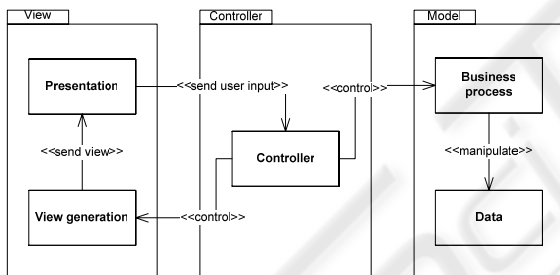 View
Controller
Model
Presentation
<<send user input>>
<<control>>
Business
process
<<send view>>
Controller
<<manipulate>>
View generation
<<control>>
Data